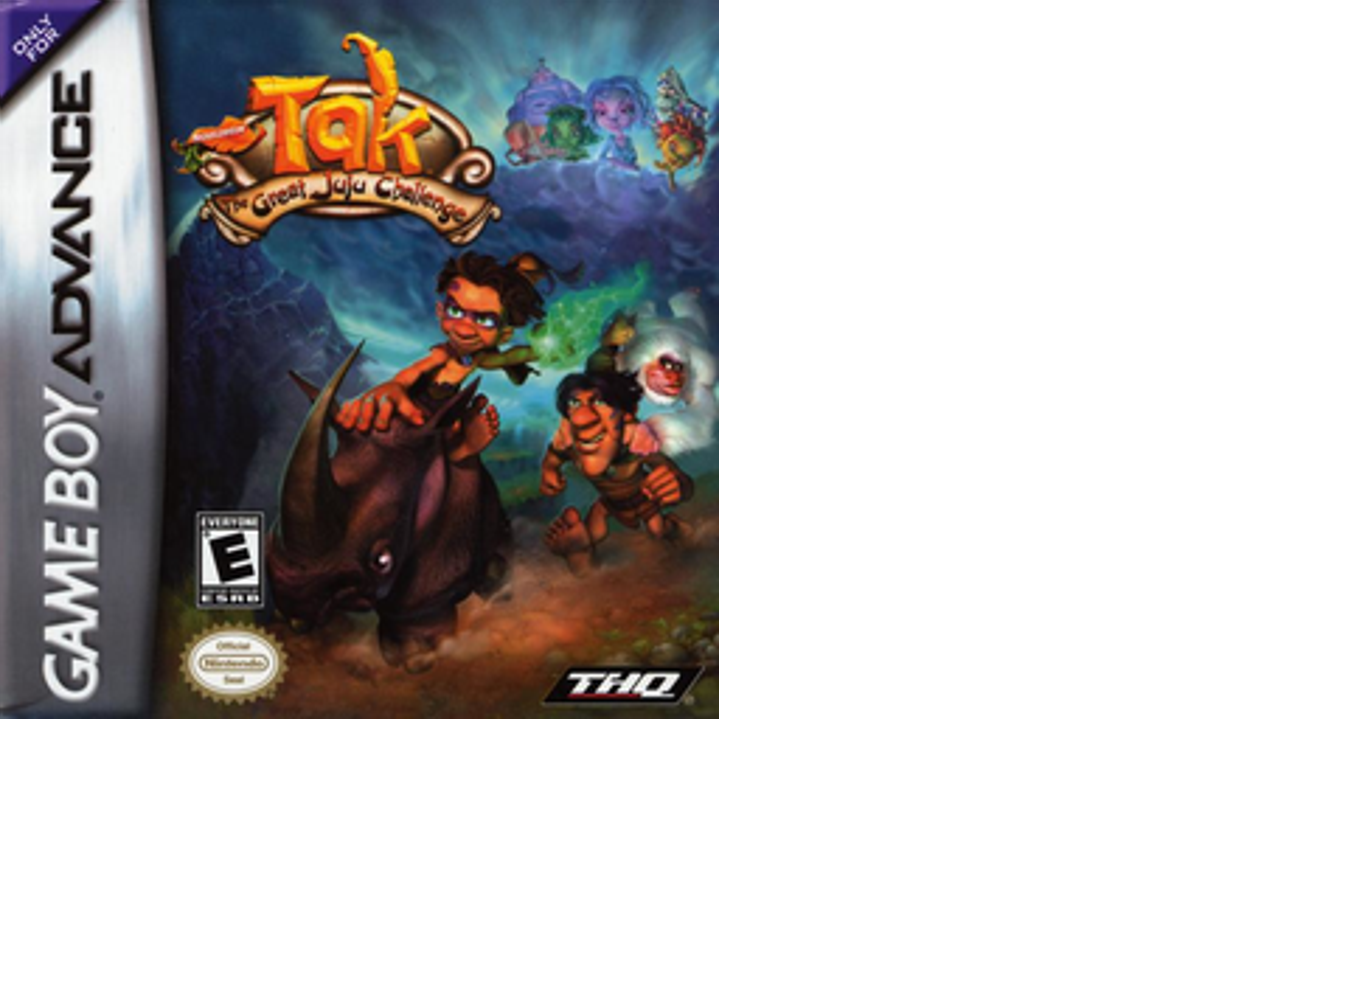 ONLY
FOR
GAME BOY ADVANCE
NICKELODEON
Tak
The Great Juju Challenge
EVERYONE
E
ESRB
Official
Nintendo
Seal
THQ